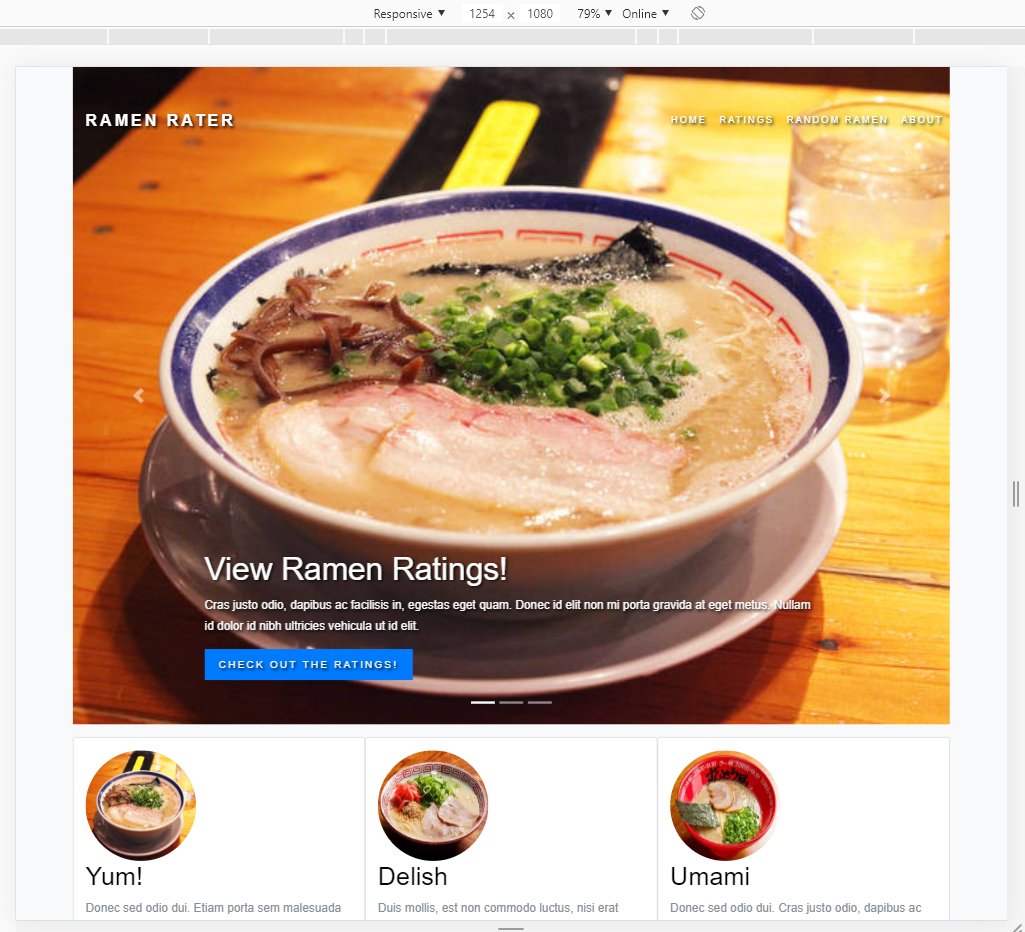 Responsive ▼ 1254 × 1080 79% ▼ Online ▼
RAMEN RATER
HOME RATINGS RANDOM RAMEN ABOUT
View Ramen Ratings!
Cras justo odio, dapibus ac facilisis in, egestas eget quam. Donec id elit non mi porta gravida at eget metus. Nullam
id dolor id nibh ultricies vehicula ut id elit.
CHECK OUT THE RATINGS!
Yum!
Donec sed odio dui. Etiam porta sem malesuada
Delish
Duis mollis, est non commodo luctus, nisi erat
Umami
Donec sed odio dui. Cras justo odio, dapibus ac